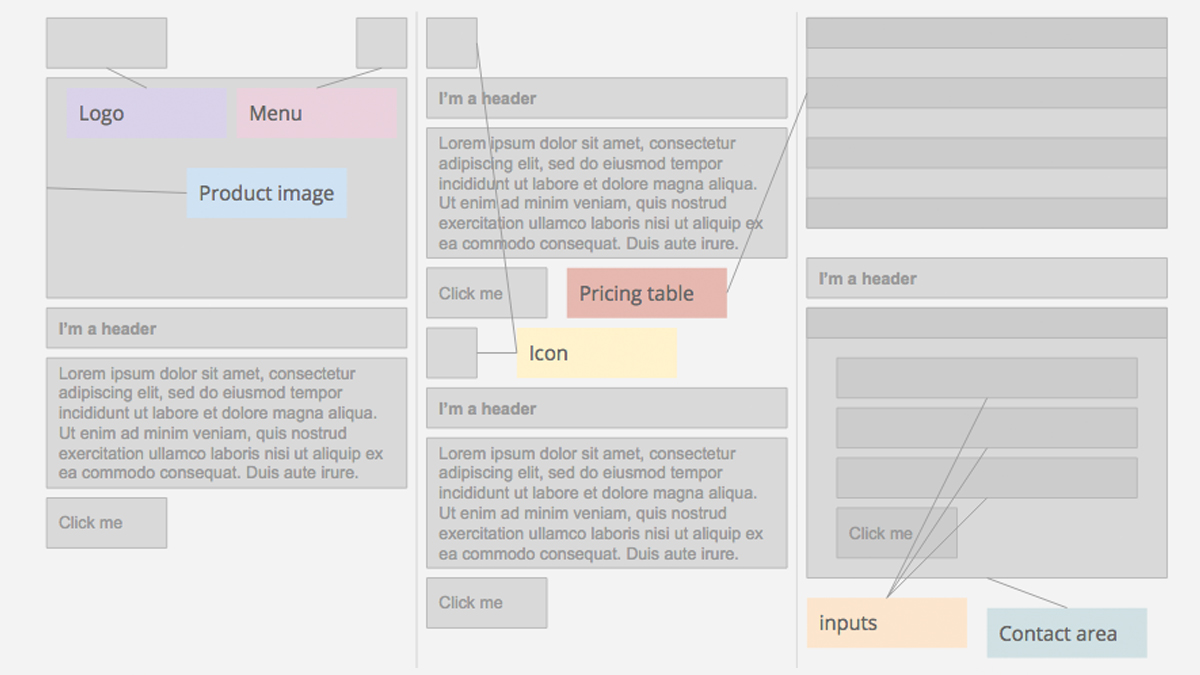 Logo
Menu
Product image
I'm a header
Lorem ipsum dolor sit amet, consectetur
adipiscing elit, sed do eiusmod tempor
incididunt ut labore et dolore magna aliqua.
Ut enim ad minim veniam, quis nostrud
exercitation ullamco laboris nisi ut aliquip ex
ea commodo consequat. Duis aute irure.
Click me
I'm a header
Lorem ipsum dolor sit amet, consectetur
adipiscing elit, sed do eiusmod tempor
incididunt ut labore et dolore magna aliqua.
Ut enim ad minim veniam, quis nostrud
exercitation ullamco laboris nisi ut aliquip ex
ea commodo consequat. Duis aute irure.
Click me
Pricing table
Icon
I'm a header
Lorem ipsum dolor sit amet, consectetur
adipiscing elit, sed do eiusmod tempor
incididunt ut labore et dolore magna aliqua.
Ut enim ad minim veniam, quis nostrud
exercitation ullamco laboris nisi ut aliquip ex
ea commodo consequat. Duis aute irure.
Click me
I'm a header
Click me
inputs
Contact area